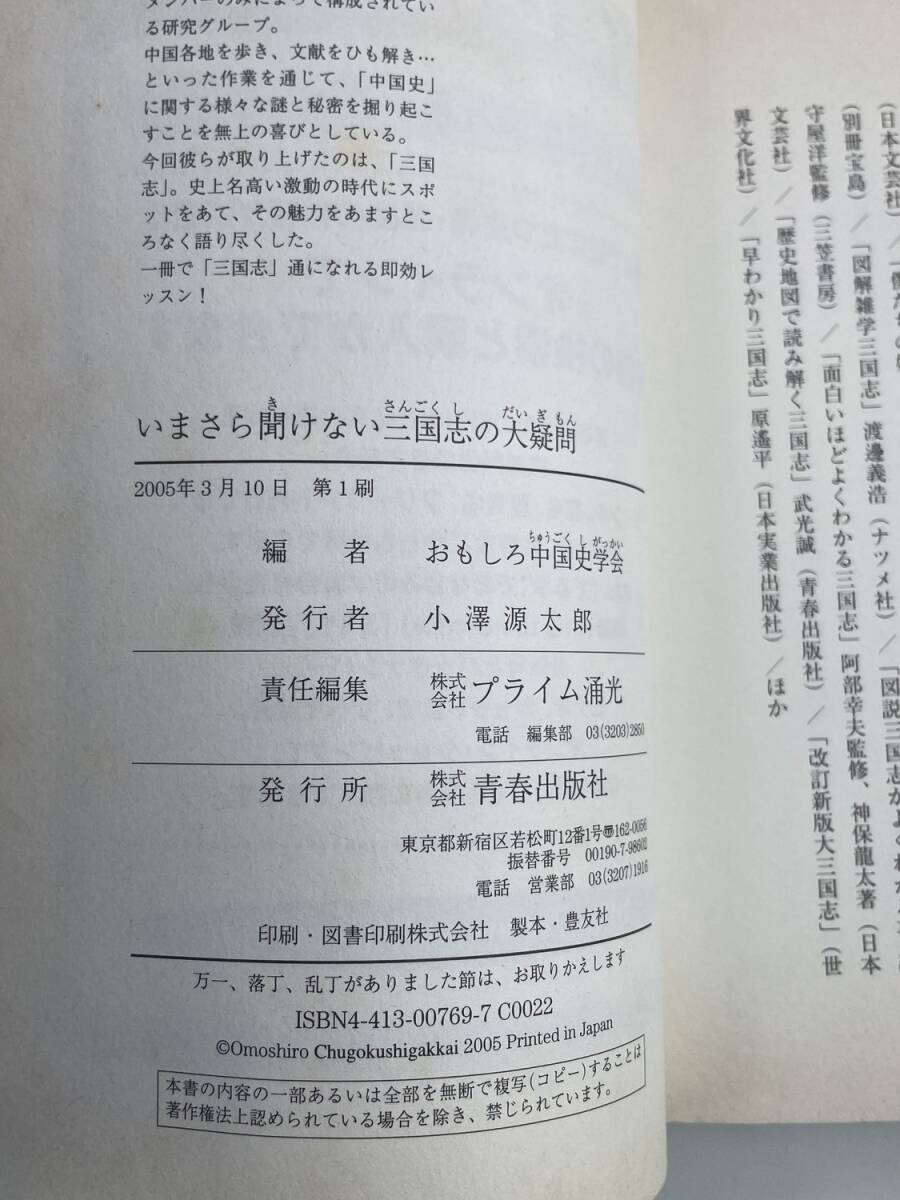 メンバーのみによって構成されてい
る研究グループ。
中国各地を歩き、文献をひも解き…
といった作業を通じて、「中国史」
に関する様々な謎と秘密を掘り起こ
すことを無上の喜びとしている。
今回彼らが取り上げたのは、「三国
志」。史上名高い激動の時代にスポ
ットをあて、その魅力をあますとこ
ろなく語り尽くした。
一冊で「三国志」通になれる即効レ
ッスン！
いまさら聞けない三国志の大疑問
2005年3月10日 第1刷
編者 おもしろ中国史学会
発行者 小澤源太郎
責任編集 株式会社プライム涌光
電話 編集部 03(3203)2850
発行所 株式会社青春出版社
東京都新宿区若松町12番1号〠162-0056
振替番号 00190-7-98602
電話 営業部 03(3207)1916
印刷・図書印刷株式会社 製本・豊友社
万一、落丁、乱丁がありました節は、お取りかえします
ISBN4-413-00769-7 C0022
©Omoshiro Chugokushigakkai 2005 Printed in Japan
本書の内容の一部あるいは全部を無断で複写(コピー)することは
著作権法上認められている場合を除き、禁じられています。
(日本文芸社)／
(別冊宝島)／「図解雑学三国志」渡邉義浩(ナツメ社)／「図説三国志が
守屋洋監修(三笠書房)／「面白いほどよくわかる三国志」阿部幸夫監修、神保龍太著(日本
文芸社)／「歴史地図で読み解く三国志」武光誠(青春出版社)／「改訂新版大三国志」(世
界文化社)／「早わかり三国志」原遙平(日本実業出版社)／ほか